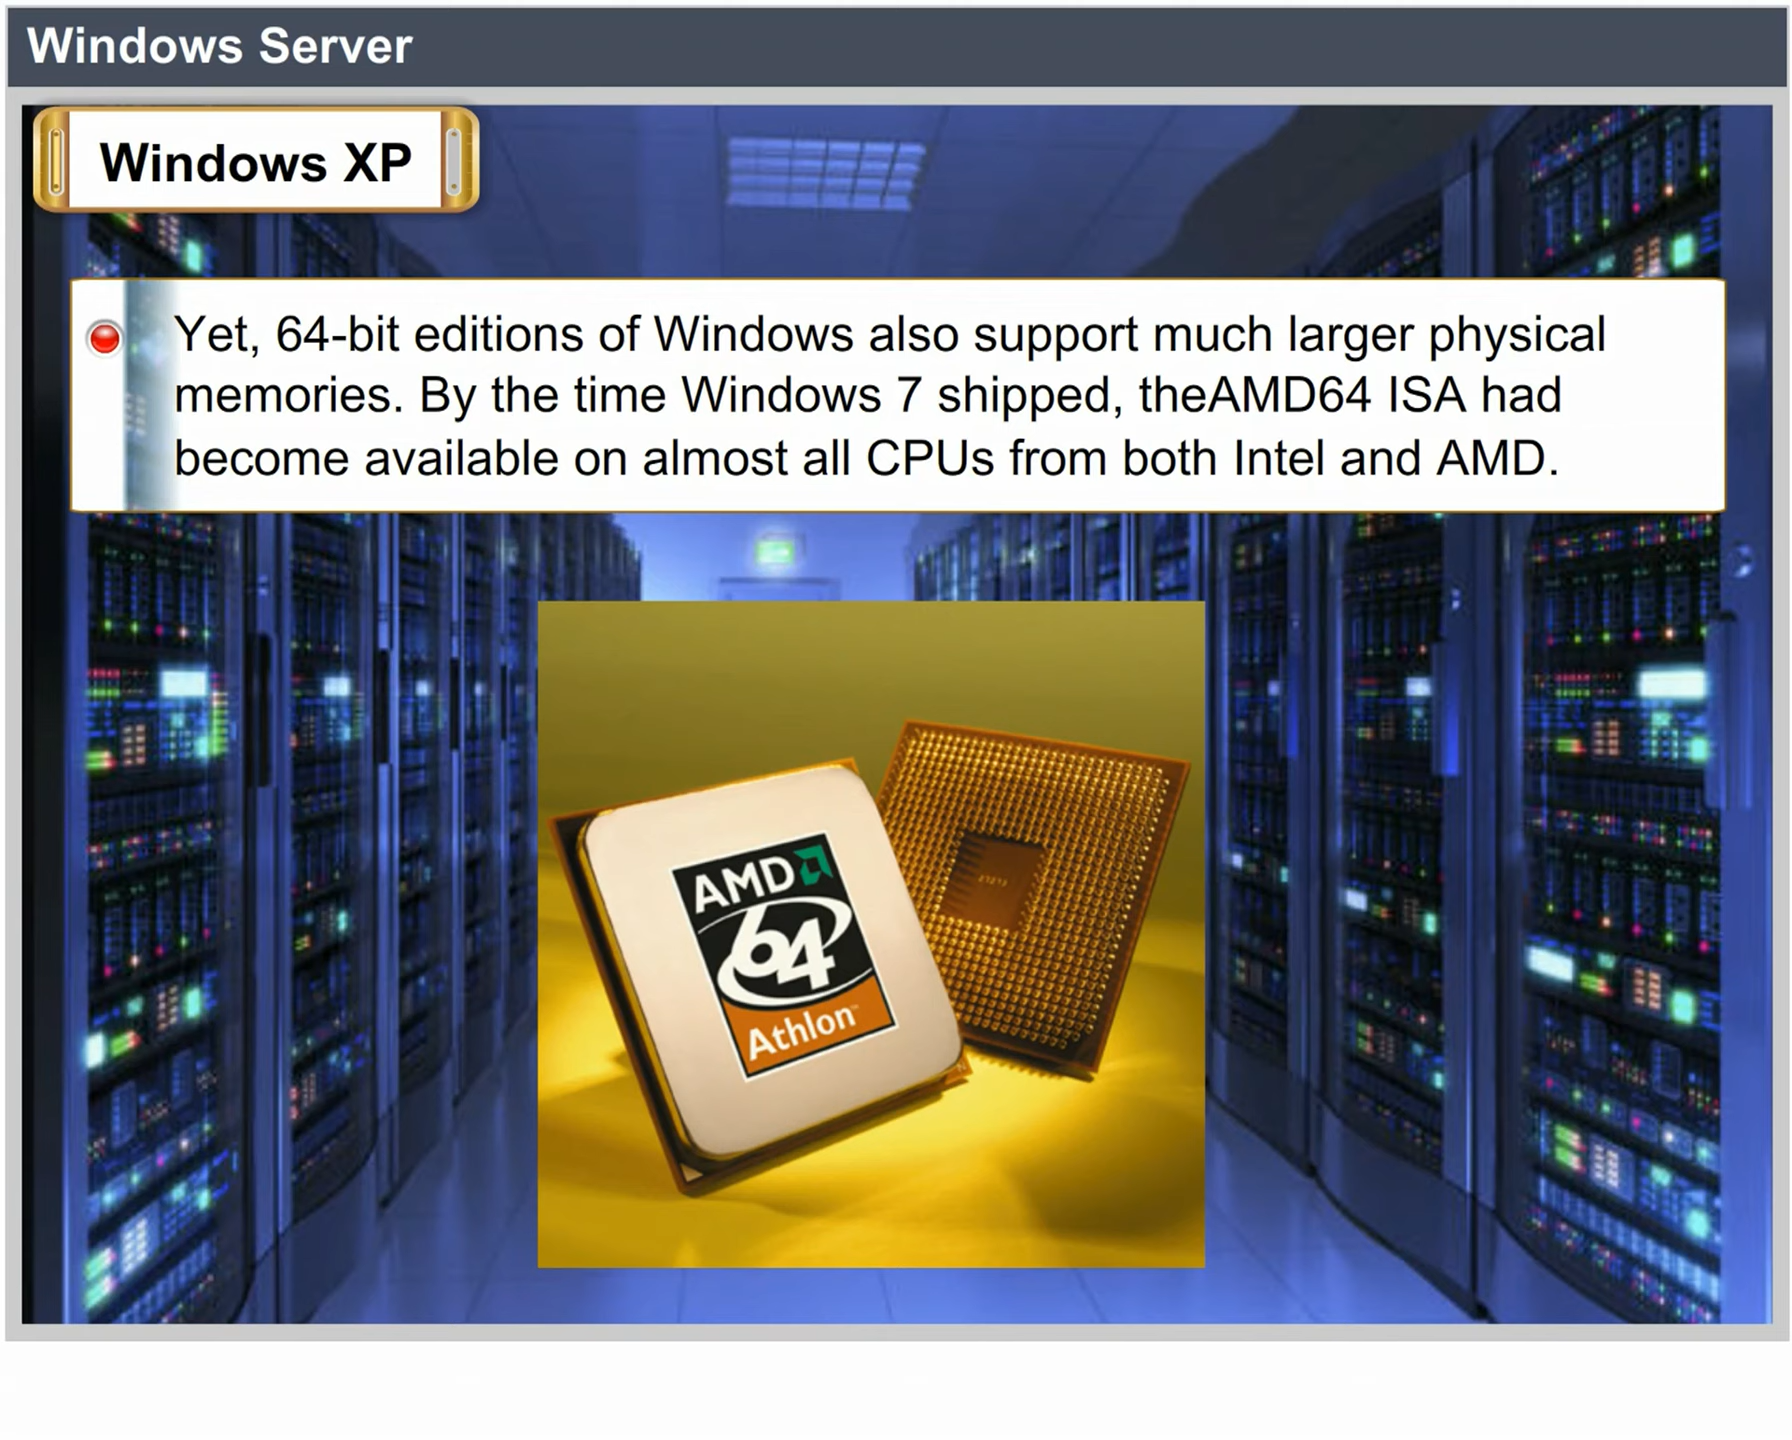 Windows Server
Windows XP
Yet, 64-bit editions of Windows also support much larger physical
memories. By the time Windows 7 shipped, theAMD64 ISA had
become available on almost all CPUs from both Intel and AMD.
AMD
64
Athlon™